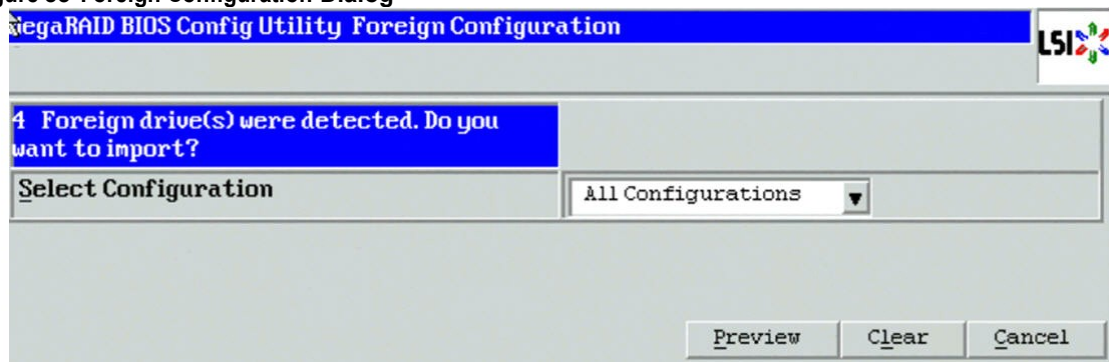 MegaRAID BIOS Config Utility Foreign Configuration
LSI
4 Foreign drive(s) were detected. Do you
want to import?
Select Configuration
All Configurations
Preview
Clear
Cancel